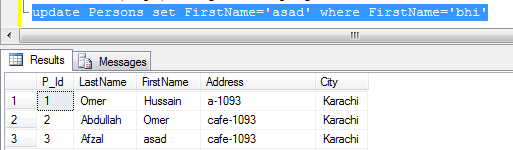 update Persons set FirstName='asad' where FirstName='bhi'
Results Messages
P_Id LastName FirstName Address City
1 1 Omer Hussain a-1093 Karachi
2 2 Abdullah Omer cafe-1093 Karachi
3 3 Afzal asad cafe-1093 Karachi